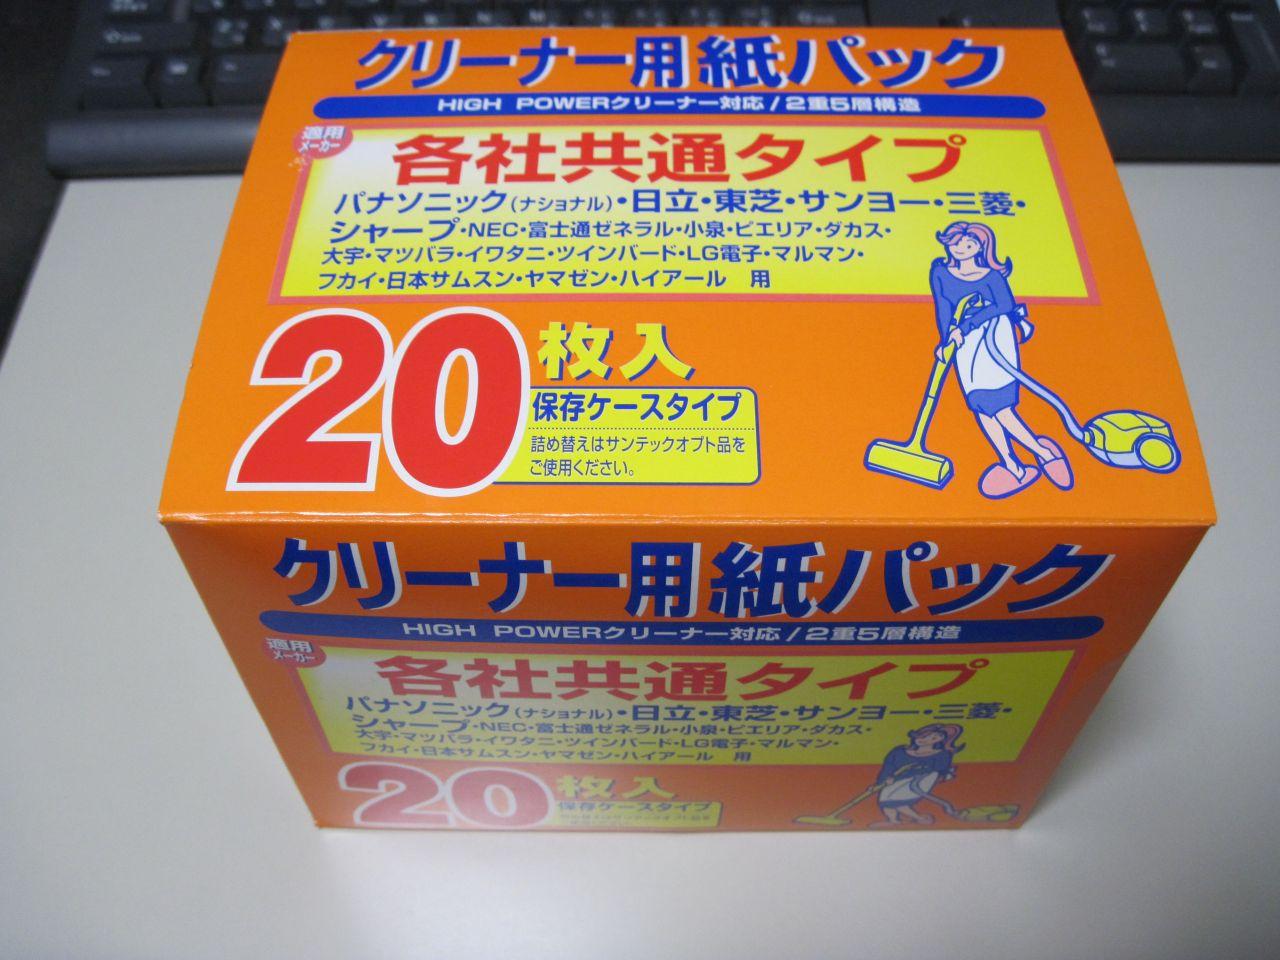 クリーナー用紙パック
HIGH POWERクリーナー対応/2重5層構造
適用
メーカー
各社共通タイプ
パナソニック(ナショナル)・日立・東芝・サンヨー・三菱・
シャープ・NEC・富士通ゼネラル・小泉・ピエリア・ダカス・
大宇・マツバラ・イワタニ・ツインバード・LG電子・マルマン・
フカイ・日本サムスン・ヤマゼン・ハイアール 用
20枚入
保存ケースタイプ
詰め替えはサンテックオプト品を
ご使用ください。
クリーナー用紙パック
HIGH POWERクリーナー対応/2重5層構造
適用
メーカー
各社共通タイプ
パナソニック(ナショナル)・日立・東芝・サンヨー・三菱・
シャープ・NEC・富士通ゼネラル・小泉・ピエリア・ダカス・
大宇・マツバラ・イワタニ・ツインバード・LG電子・マルマン・
フカイ・日本サムスン・ヤマゼン・ハイアール 用
20枚入
保存ケースタイプ